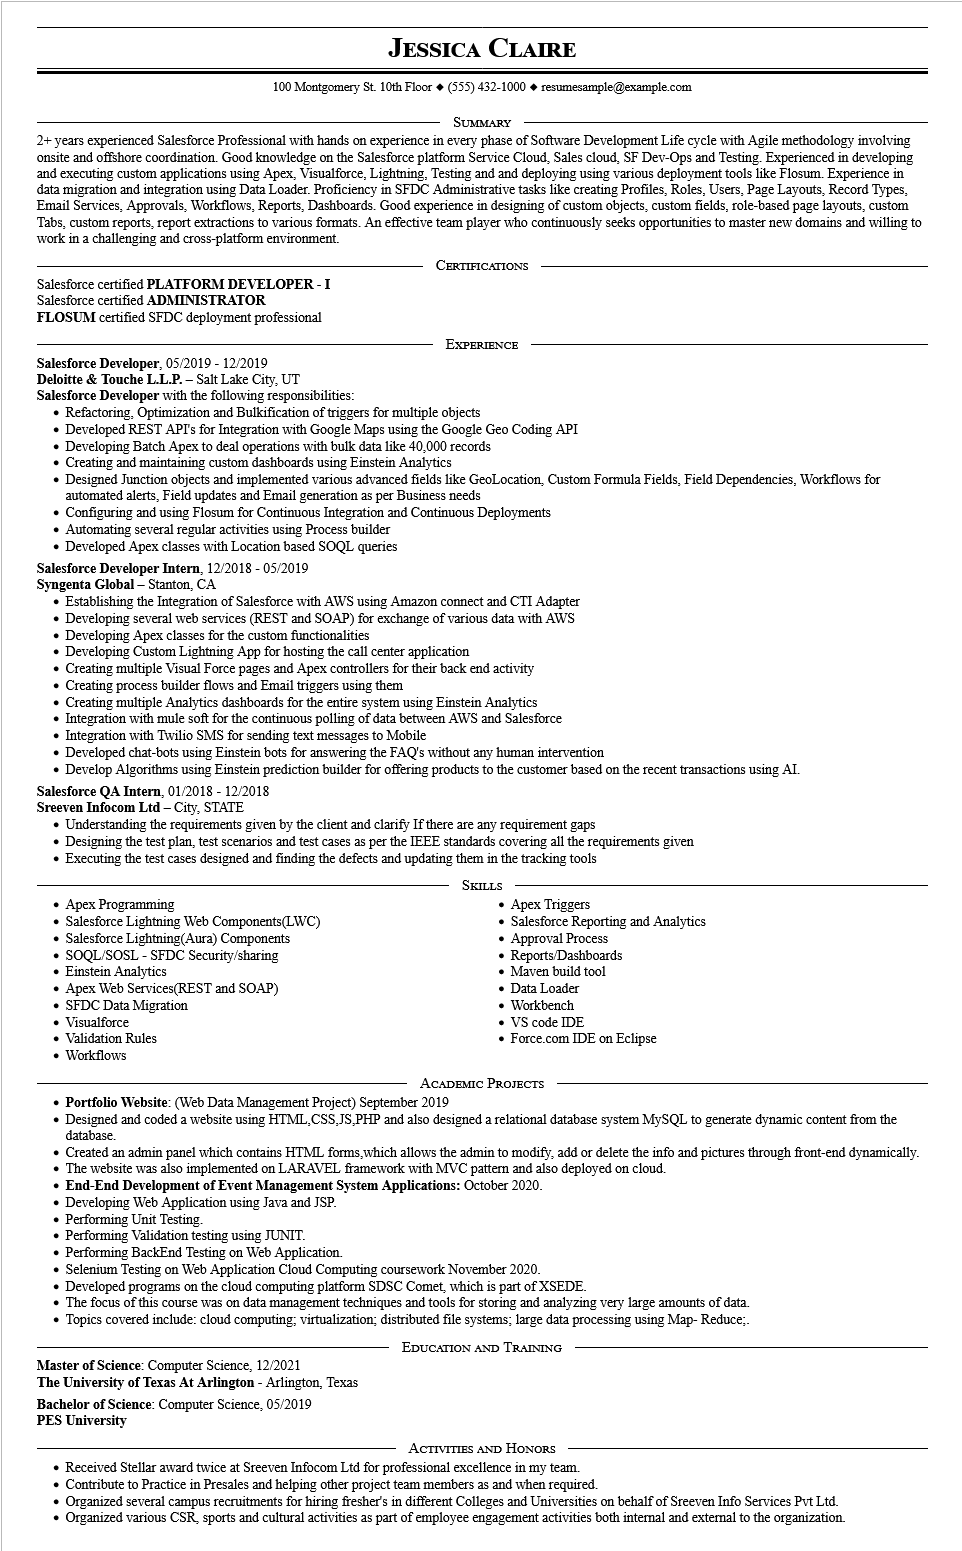 Jessica Claire
100 Montgomery St. 10th Floor ◆ (555) 432-1000 ◆ resumesample@example.com
Summary
2+ years experienced Salesforce Professional with hands on experience in every phase of Software Development Life cycle with Agile methodology involving
onsite and offshore coordination. Good knowledge on the Salesforce platform Service Cloud, Sales cloud, SF Dev-Ops and Testing. Experienced in developing
and executing custom applications using Apex, Visualforce, Lightning, Testing and and deploying using various deployment tools like Flosum. Experience in
data migration and integration using Data Loader. Proficiency in SFDC Administrative tasks like creating Profiles, Roles, Users, Page Layouts, Record Types,
Email Services, Approvals, Workflows, Reports, Dashboards. Good experience in designing of custom objects, custom fields, role-based page layouts, custom
Tabs, custom reports, report extractions to various formats. An effective team player who continuously seeks opportunities to master new domains and willing to
work in a challenging and cross-platform environment.
Certifications
Salesforce certified PLATFORM DEVELOPER - I
Salesforce certified ADMINISTRATOR
FLOSUM certified SFDC deployment professional
Experience
Salesforce Developer, 05/2019 - 12/2019
Deloitte & Touche L.L.P. – Salt Lake City, UT
Salesforce Developer with the following responsibilities:
• Refactoring, Optimization and Bulkification of triggers for multiple objects
• Developed REST API's for Integration with Google Maps using the Google Geo Coding API
• Developing Batch Apex to deal operations with bulk data like 40,000 records
• Creating and maintaining custom dashboards using Einstein Analytics
• Designed Junction objects and implemented various advanced fields like GeoLocation, Custom Formula Fields, Field Dependencies, Workflows for
automated alerts, Field updates and Email generation as per Business needs
• Configuring and using Flosum for Continuous Integration and Continuous Deployments
• Automating several regular activities using Process builder
• Developed Apex classes with Location based SOQL queries
Salesforce Developer Intern, 12/2018 - 05/2019
Syngenta Global – Stanton, CA
• Establishing the Integration of Salesforce with AWS using Amazon connect and CTI Adapter
• Developing several web services (REST and SOAP) for exchange of various data with AWS
• Developing Apex classes for the custom functionalities
• Developing Custom Lightning App for hosting the call center application
• Creating multiple Visual Force pages and Apex controllers for their back end activity
• Creating process builder flows and Email triggers using them
• Creating multiple Analytics dashboards for the entire system using Einstein Analytics
• Integration with mule soft for the continuous polling of data between AWS and Salesforce
• Integration with Twilio SMS for sending text messages to Mobile
• Developed chat-bots using Einstein bots for answering the FAQ's without any human intervention
• Develop Algorithms using Einstein prediction builder for offering products to the customer based on the recent transactions using AI.
Salesforce QA Intern, 01/2018 - 12/2018
Sreeven Infocom Ltd – City, STATE
• Understanding the requirements given by the client and clarify If there are any requirement gaps
• Designing the test plan, test scenarios and test cases as per the IEEE standards covering all the requirements given
• Executing the test cases designed and finding the defects and updating them in the tracking tools
Skills
• Apex Programming
• Salesforce Lightning Web Components(LWC)
• Salesforce Lightning(Aura) Components
• SOQL/SOSL - SFDC Security/sharing
• Einstein Analytics
• Apex Web Services(REST and SOAP)
• SFDC Data Migration
• Visualforce
• Validation Rules
• Workflows
• Apex Triggers
• Salesforce Reporting and Analytics
• Approval Process
• Reports/Dashboards
• Maven build tool
• Data Loader
• Workbench
• VS code IDE
• Force.com IDE on Eclipse
Academic Projects
• Portfolio Website: (Web Data Management Project) September 2019
• Designed and coded a website using HTML,CSS,JS,PHP and also designed a relational database system MySQL to generate dynamic content from the
database.
• Created an admin panel which contains HTML forms,which allows the admin to modify, add or delete the info and pictures through front-end dynamically.
• The website was also implemented on LARAVEL framework with MVC pattern and also deployed on cloud.
• End-End Development of Event Management System Applications: October 2020.
• Developing Web Application using Java and JSP.
• Performing Unit Testing.
• Performing Validation testing using JUNIT.
• Performing BackEnd Testing on Web Application.
• Selenium Testing on Web Application Cloud Computing coursework November 2020.
• Developed programs on the cloud computing platform SDSC Comet, which is part of XSEDE.
• The focus of this course was on data management techniques and tools for storing and analyzing very large amounts of data.
• Topics covered include: cloud computing; virtualization; distributed file systems; large data processing using Map- Reduce;.
Education and Training
Master of Science: Computer Science, 12/2021
The University of Texas At Arlington - Arlington, Texas
Bachelor of Science: Computer Science, 05/2019
PES University
Activities and Honors
• Received Stellar award twice at Sreeven Infocom Ltd for professional excellence in my team.
• Contribute to Practice in Presales and helping other project team members as and when required.
• Organized several campus recruitments for hiring fresher's in different Colleges and Universities on behalf of Sreeven Info Services Pvt Ltd.
• Organized various CSR, sports and cultural activities as part of employee engagement activities both internal and external to the organization.